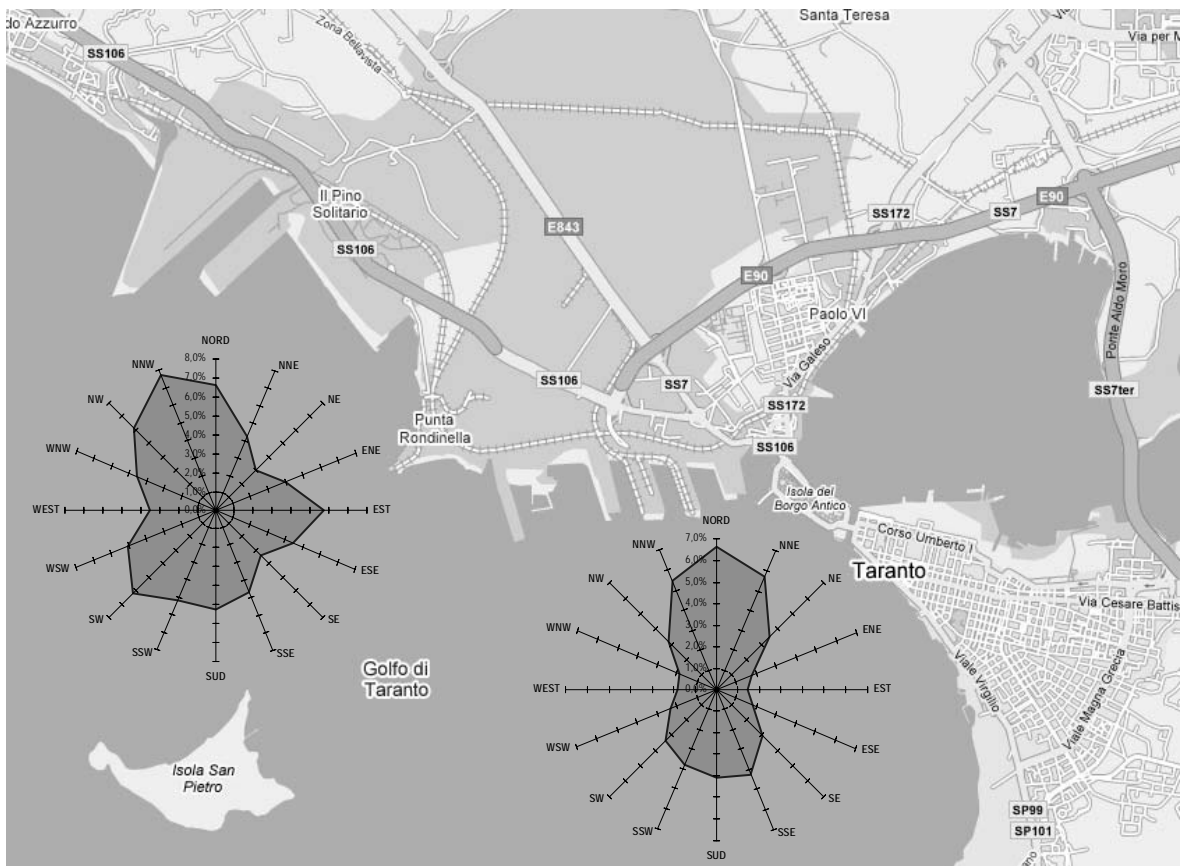 do Azzurro
SS106
Zona Bellavista
Santa Teresa
Via per M
Il Pino
Solitario
SS106
E843
SS172
SS7
E90
E90
Paolo VI
Ponte Aldo Moro
Via Galeso
SS7ter
SS106
SS7
SS172
SS106
Punta
Rondinella
Isola del
Borgo Antico
Corso Umberto I
Taranto
Via Cesare Battis
Viale Virgilio
Viale Magna Grecia
SP99
SP101
ano
Golfo di
Taranto
Isola San
Pietro
NORD
8,0%
7,0%
6,0%
5,0%
4,0%
3,0%
2,0%
1,0%
0,0%
NNE
NE
ENE
EST
ESE
SE
SSE
SUD
SSW
SW
WSW
WEST
WNW
NW
NNW
NORD
7,0%
6,0%
5,0%
4,0%
3,0%
2,0%
1,0%
0,0%
NNE
NE
ENE
EST
ESE
SE
SSE
SUD
SSW
SW
WSW
WEST
WNW
NW
NNW